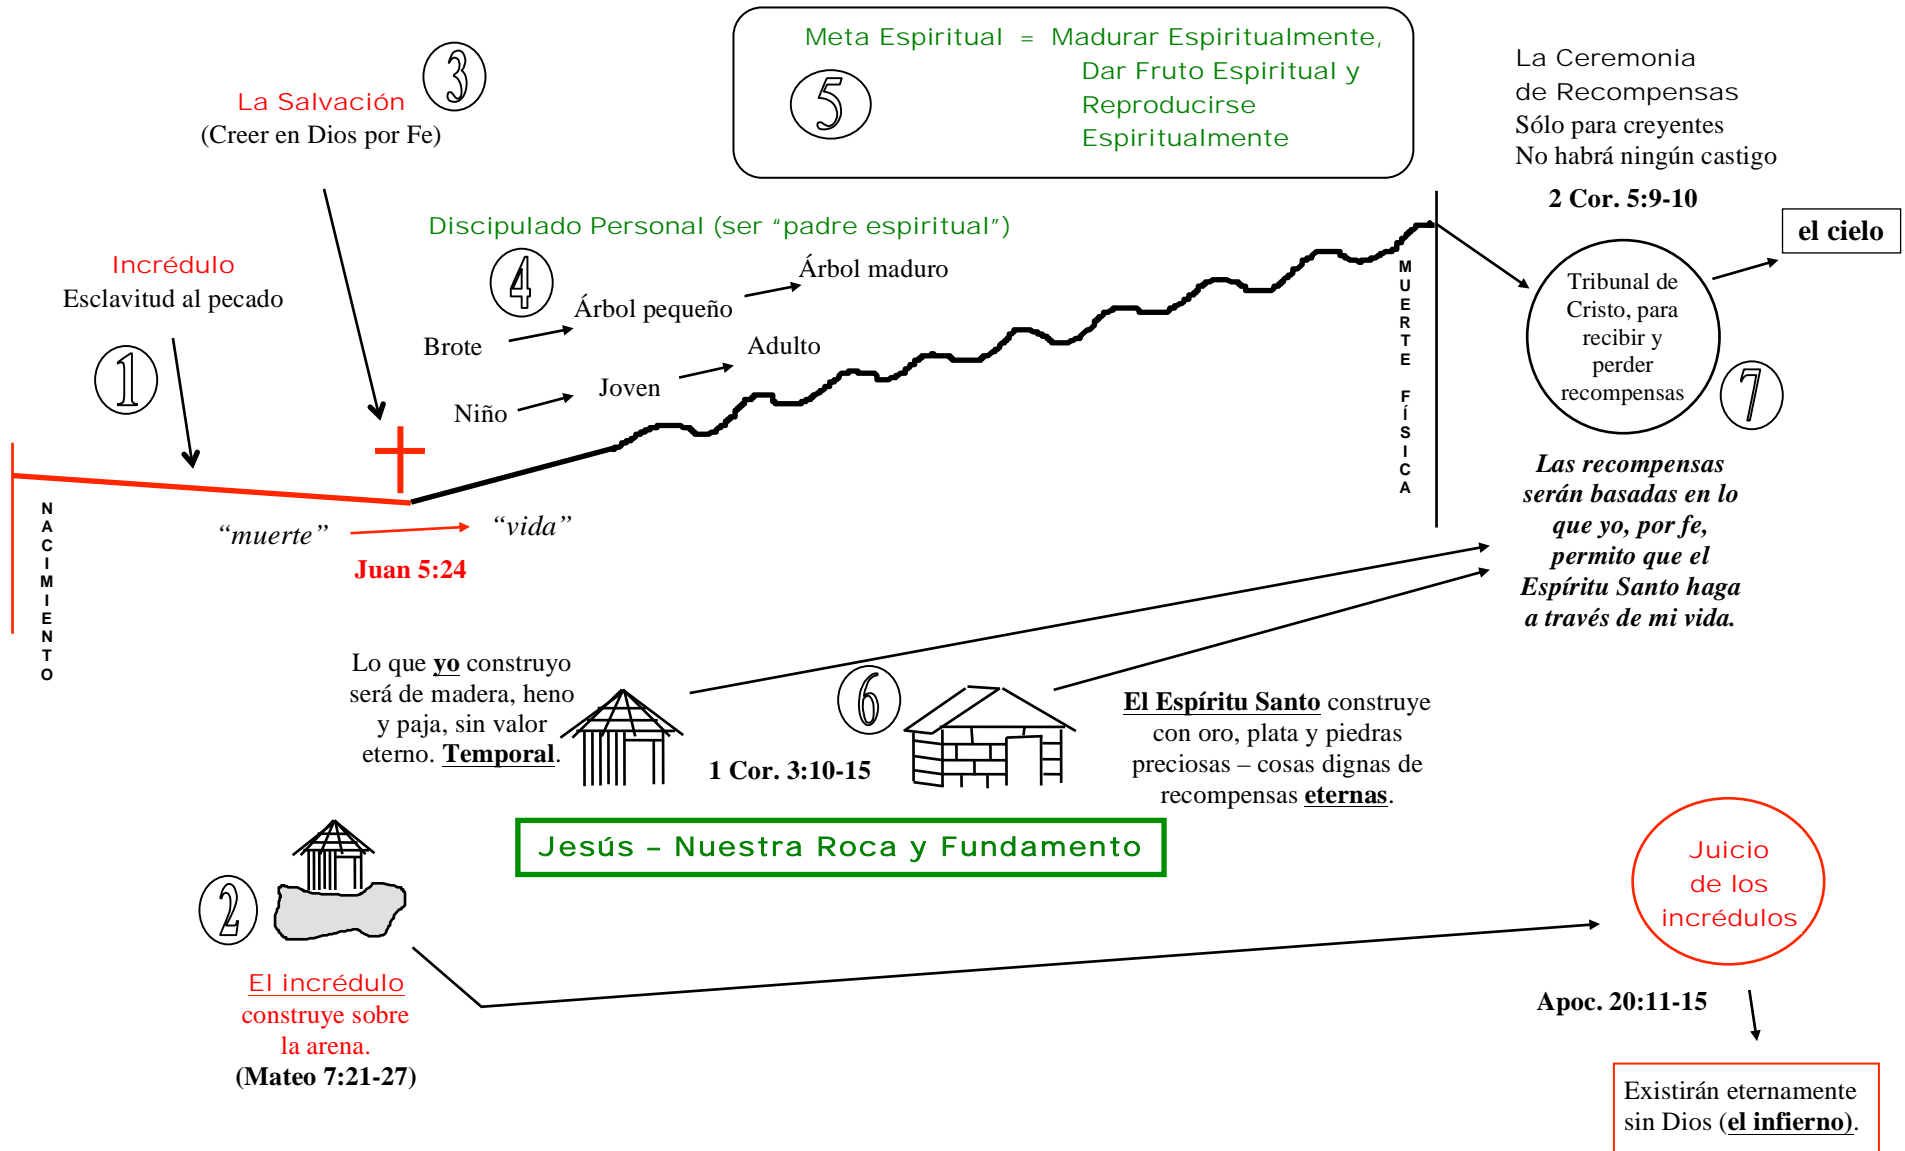 Meta Espiritual = Madurar Espiritualmente,
Dar Fruto Espiritual y
Reproducirse
Espiritualmente
5
La Salvación
(Creer en Dios por Fe)
3
La Ceremonia
de Recompensas
Sólo para creyentes
No habrá ningún castigo
2 Cor. 5:9-10
el cielo
Discipulado Personal (ser “padre espiritual”)
4
Incrédulo
Esclavitud al pecado
1
Brote
Árbol pequeño
Árbol maduro
Niño
Joven
Adulto
MUERTE FÍSICA
Tribunal de
Cristo, para
recibir y
perder
recompensas
7
Las recompensas
serán basadas en lo
que yo, por fe,
permito que el
Espíritu Santo haga
a través de mi vida.
NACIMIENTO
“muerte”
“vida”
Juan 5:24
Lo que yo construyo
será de madera, heno
y paja, sin valor
eterno. Temporal.
6
1 Cor. 3:10-15
El Espíritu Santo construye
con oro, plata y piedras
preciosas – cosas dignas de
recompensas eternas.
Jesús – Nuestra Roca y Fundamento
2
El incrédulo
construye sobre
la arena.
(Mateo 7:21-27)
Juicio
de los
incrédulos
Apoc. 20:11-15
Existirán eternamente
sin Dios (el infierno).